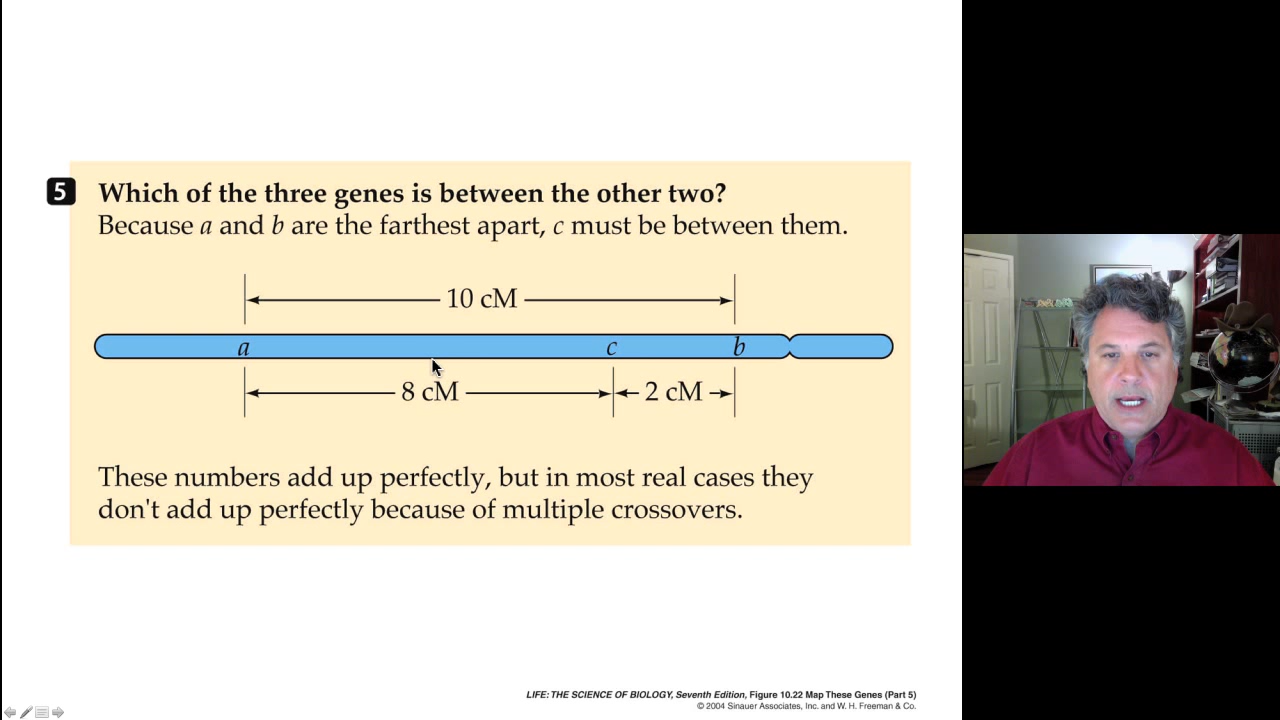 5 Which of the three genes is between the other two?
Because a and b are the farthest apart, c must be between them.
10 cM
a c b
8 cM 2 cM
These numbers add up perfectly, but in most real cases they
don't add up perfectly because of multiple crossovers.
LIFE: THE SCIENCE OF BIOLOGY, Seventh Edition, Figure 10.22 Map These Genes (Part 5)
© 2004 Sinauer Associates, Inc. and W. H. Freeman & Co.